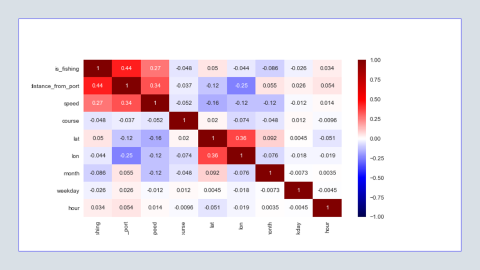 is_fishing 1 0.44 0.27 -0.048 0.05 -0.044 -0.086 -0.026 0.034
distance_from_port 0.44 1 0.34 -0.037 -0.12 -0.25 0.055 0.026 0.054
speed 0.27 0.34 1 -0.052 -0.16 -0.12 -0.12 -0.012 0.014
course -0.048 -0.037 -0.052 1 0.02 -0.074 -0.048 0.012 -0.0096
lat 0.05 -0.12 -0.16 0.02 1 0.36 0.092 0.0045 -0.051
lon -0.044 -0.25 -0.12 -0.074 0.36 1 -0.076 -0.018 -0.019
month -0.086 0.055 -0.12 -0.048 0.092 -0.076 1 -0.0073 0.0035
weekday -0.026 0.026 -0.012 0.012 0.0045 -0.018 -0.0073 1 -0.0045
hour 0.034 0.054 0.014 -0.0096 -0.051 -0.019 0.0035 -0.0045 1
shing _port peed ourse lat lon onth kday hour
1.00
0.75
0.50
0.25
0.00
-0.25
-0.50
-0.75
-1.00